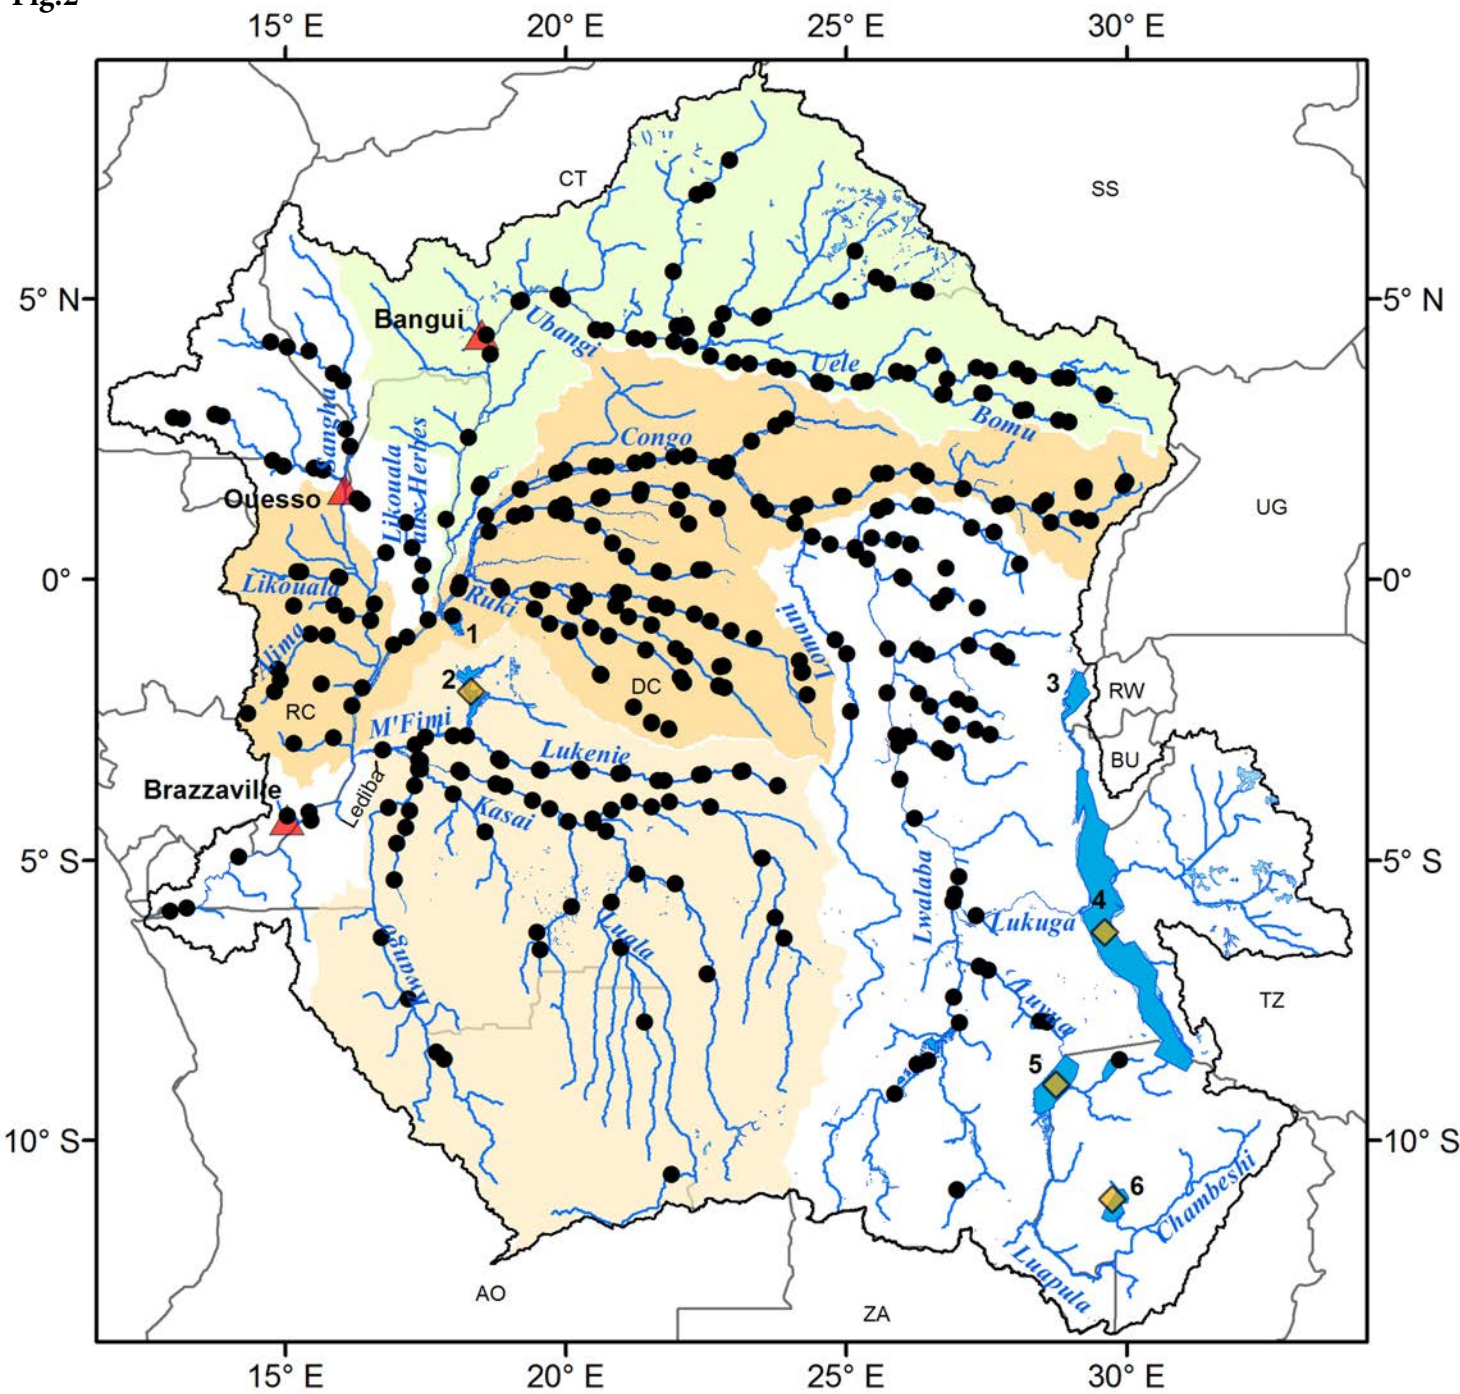 Fig.2
15° E 20° E 25° E 30° E
CT
SS
5° N
5° N
Bangui
Ubangi
Uele
Bomu
Sangha
Congo
Likouala
aux Herbes
Ouesso
UG
0°
0°
Likouala
Ruki
1
Alima
Lomani
2
DC
3
RW
RC
M'Fimi
Lukenie
BU
Brazzaville
Lediba
Kasai
5° S
5° S
Lwalaba
4
Lukuga
Kwango
Luala
Luvua
TZ
5
10° S
10° S
6
Chambeshi
Luapula
AO
ZA
15° E 20° E 25° E 30° E